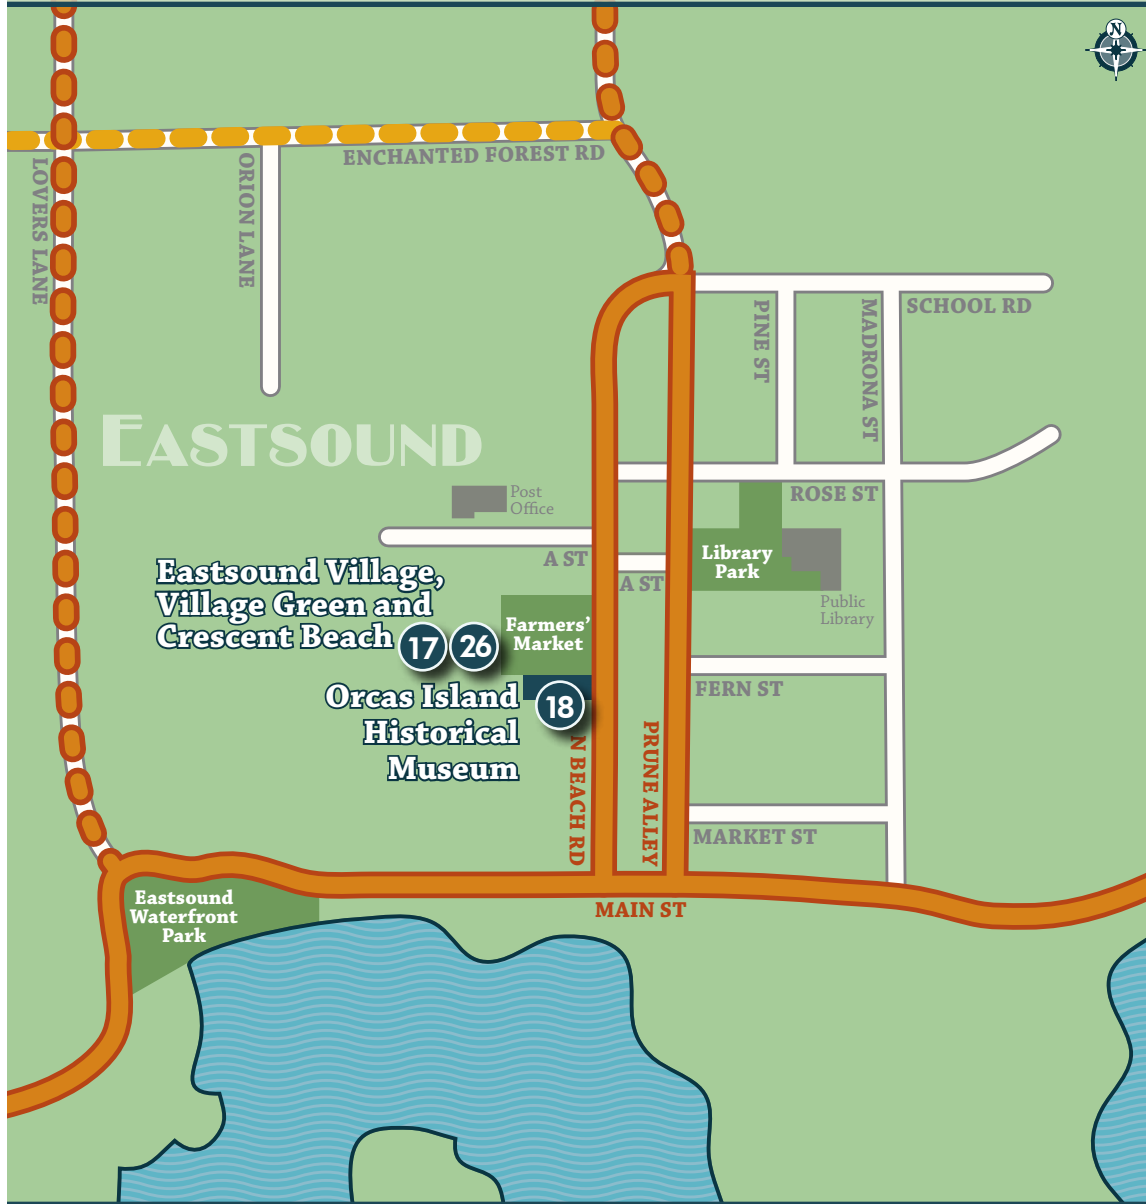 N
ENCHANTED FOREST RD
LOVERS LANE
ORION LANE
SCHOOL RD
PINE ST
MADRONA ST
EASTSOUND
Post
Office
ROSE ST
A ST
A ST
Library
Park
Public
Library
Eastsound Village,
Village Green and
Crescent Beach
17
26
Farmers'
Market
Orcas Island
Historical
Museum
18
FERN ST
N BEACH RD
PRUNE ALLEY
MARKET ST
Eastsound
Waterfront
Park
MAIN ST